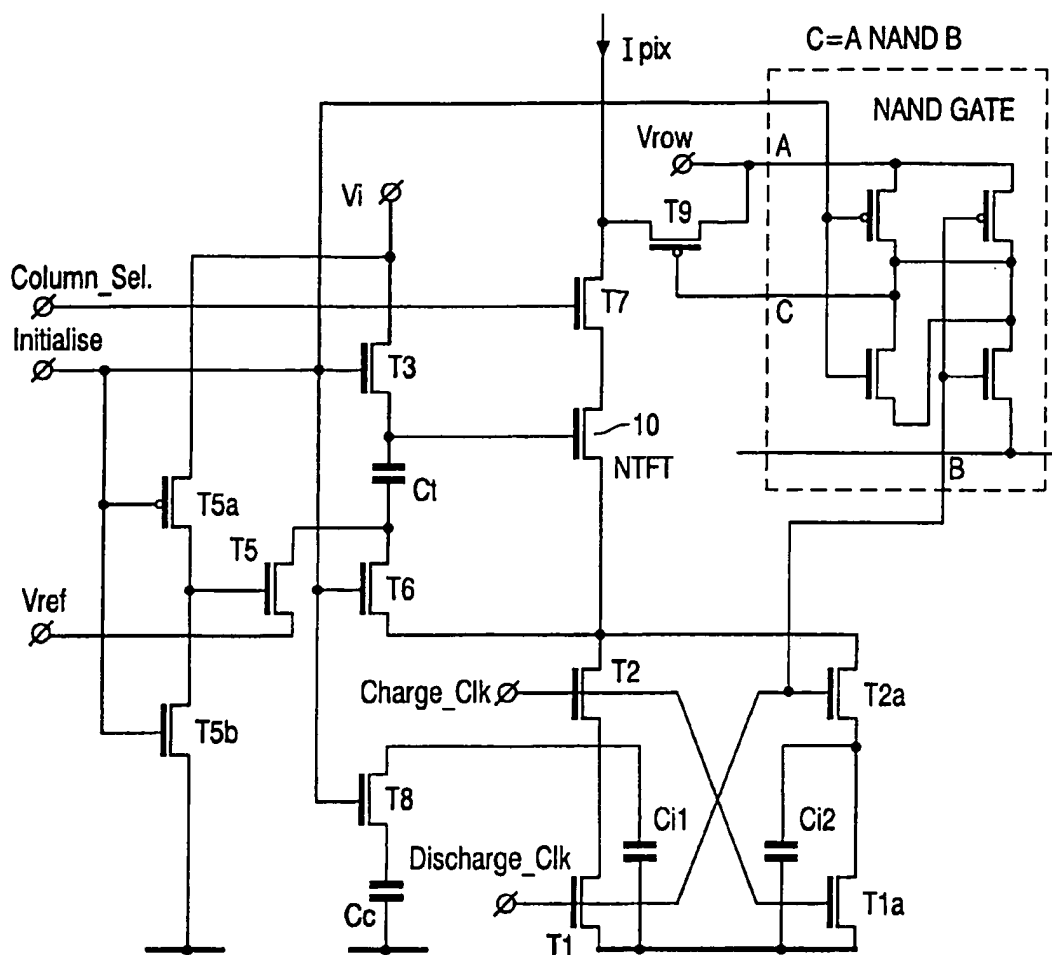 I pix
C=A NAND B
NAND GATE
Vrow
A
Vi
T9
Column_Sel.
T7
C
Initialise
T3
10
NTFT
B
Ct
T5a
T5
T6
Vref
T2
Charge_Clk
T2a
T5b
T8
Ci1
Ci2
Discharge_Clk
Cc
T1a
T1